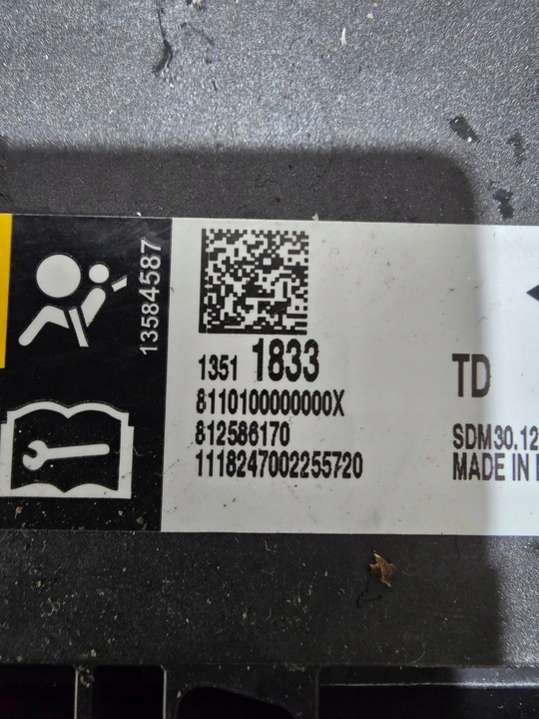 13584587
1351 1833
8110100000000X
812586170
1118247002255720
TD
SDM30.12
MADE IN